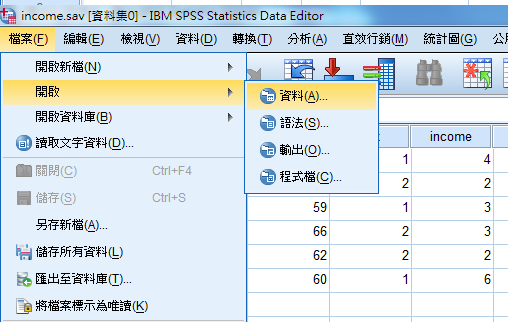 income.sav [資料集0] - IBM SPSS Statistics Data Editor
檔案(F) 編輯(E) 檢視(V) 資料(D) 轉換(T) 分析(A) 直效行銷(M) 統計圖(G)
開啟新檔(N)
開啟
開啟資料庫(B)
讀取文字資料(D)...
關閉(C) Ctrl+F4
儲存(S) Ctrl+S
另存新檔(A)...
儲存所有資料(L)
匯出至資料庫(T)...
將檔案標示為唯讀(K)
資料(A)...
語法(S)...
輸出(O)...
程式檔(C)...
income
1 4
2 2
59 1 3
66 2 3
62 2 2
60 1 6